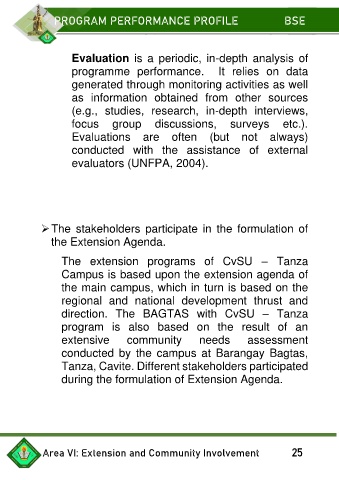 PROGRAM PERFORMANCE PROFILE BSE
Evaluation is a periodic, in-depth analysis of
programme performance. It relies on data
generated through monitoring activities as well
as information obtained from other sources
(e.g., studies, research, in-depth interviews,
focus group discussions, surveys etc.).
Evaluations are often (but not always)
conducted with the assistance of external
evaluators (UNFPA, 2004).
➢The stakeholders participate in the formulation of
the Extension Agenda.
The extension programs of CvSU – Tanza
Campus is based upon the extension agenda of
the main campus, which in turn is based on the
regional and national development thrust and
direction. The BAGTAS with CvSU – Tanza
program is also based on the result of an
extensive community needs assessment
conducted by the campus at Barangay Bagtas,
Tanza, Cavite. Different stakeholders participated
during the formulation of Extension Agenda.
Area VI: Extension and Community Involvement 25